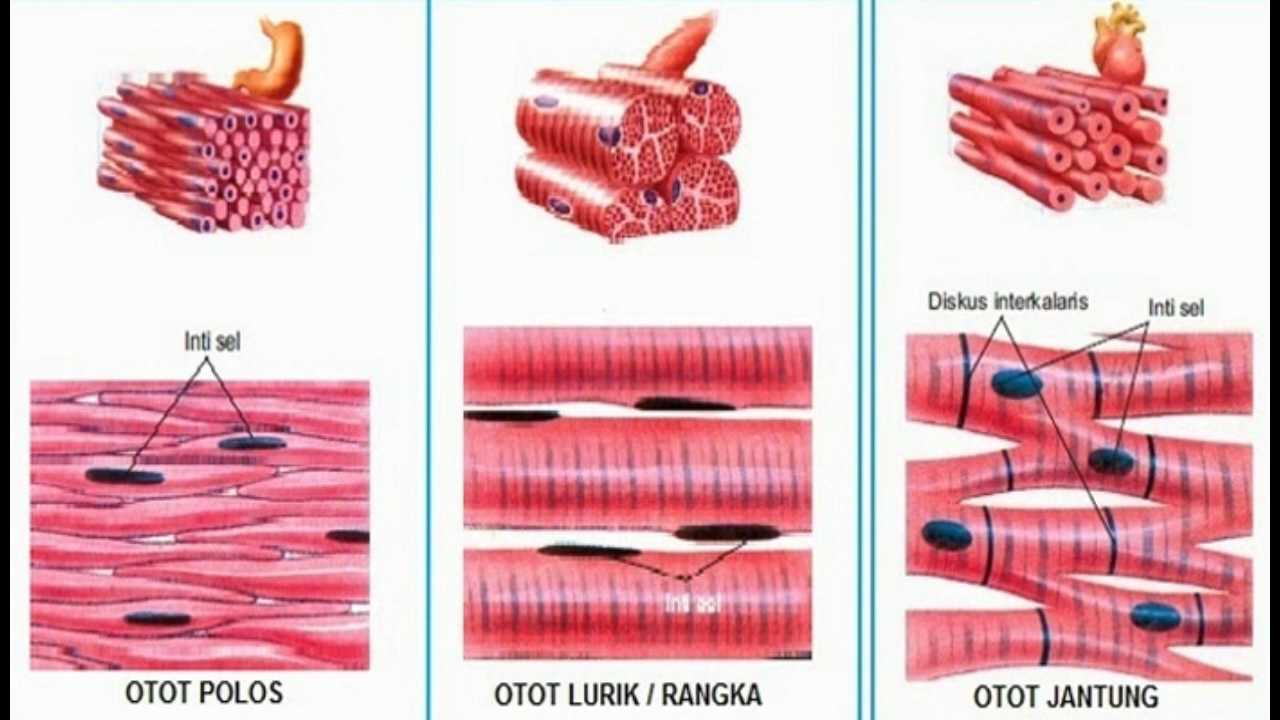 Inti sel
OTOT POLOS
Inti sel
OTOT LURIK / RANGKA
Diskus interkalaris
Inti sel
OTOT JANTUNG